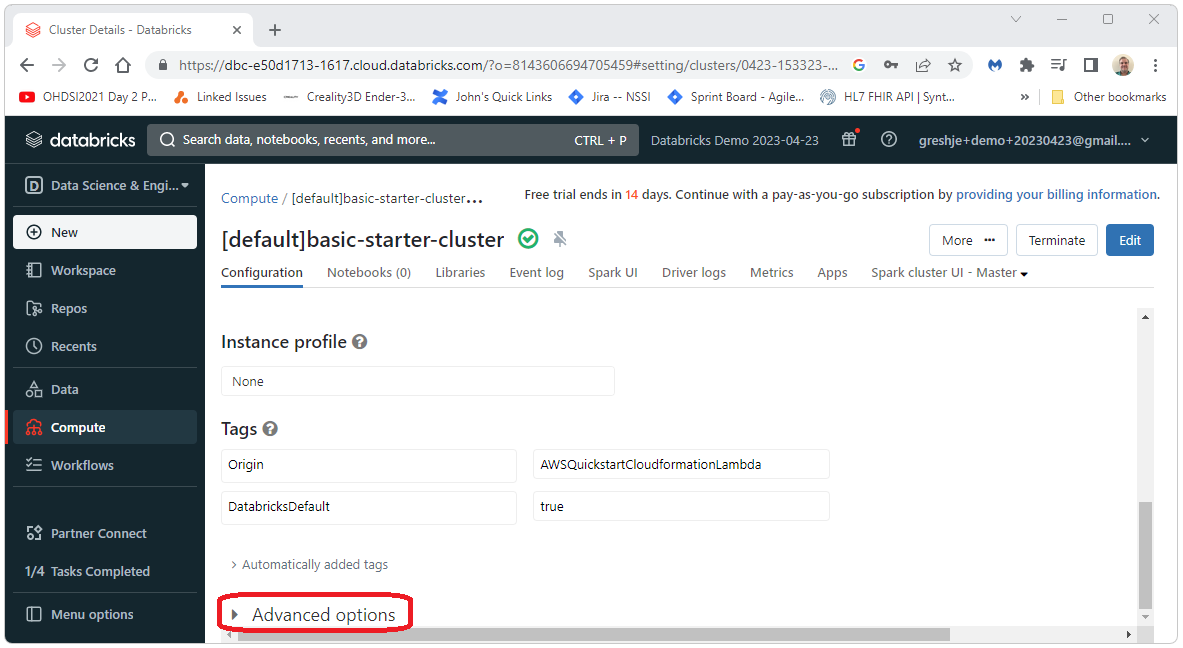 Cluster Details - Databricks
https://dbc-e50d1713-1617.cloud.databricks.com/?o=8143606694705459#setting/clusters/0423-153323-...
OHDSI2021 Day 2 P... Linked Issues Creality3D Ender-3... John's Quick Links Jira -- NSSI Sprint Board - Agile... HL7 FHIR API | Synt... » Other bookmarks
databricks Search data, notebooks, recents, and more... CTRL + P Databricks Demo 2023-04-23 greshje+demo+20230423@gmail....
D Data Science & Engi...
Compute / [default]basic-starter-cluster... Free trial ends in 14 days. Continue with a pay-as-you-go subscription by providing your billing information.
New
[default]basic-starter-cluster More ... Terminate Edit
Workspace
Configuration Notebooks (0) Libraries Event log Spark UI Driver logs Metrics Apps Spark cluster UI - Master
Repos
Recents
Instance profile ?
None
Data
Compute
Tags ?
Workflows
Origin AWSQuickstartCloudformationLambda
DatabricksDefault true
Partner Connect
Automatically added tags
1/4 Tasks Completed
Menu options
Advanced options